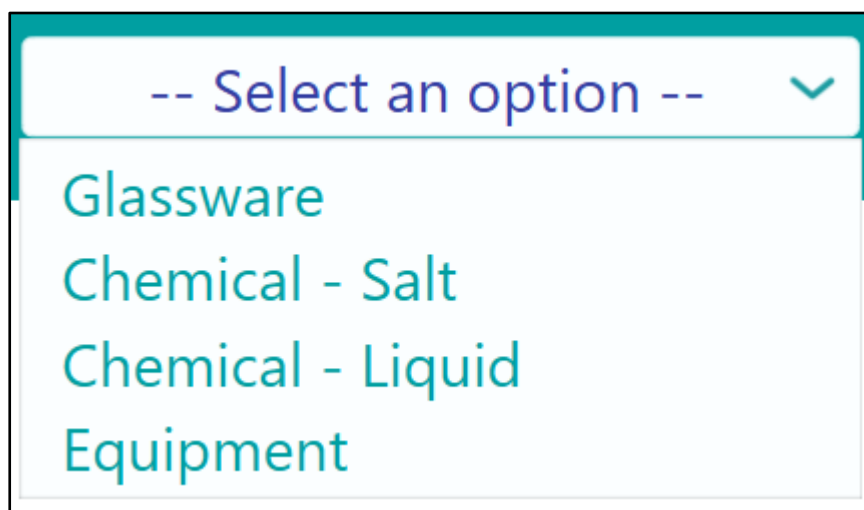 -- Select an option --
Glassware
Chemical - Salt
Chemical - Liquid
Equipment